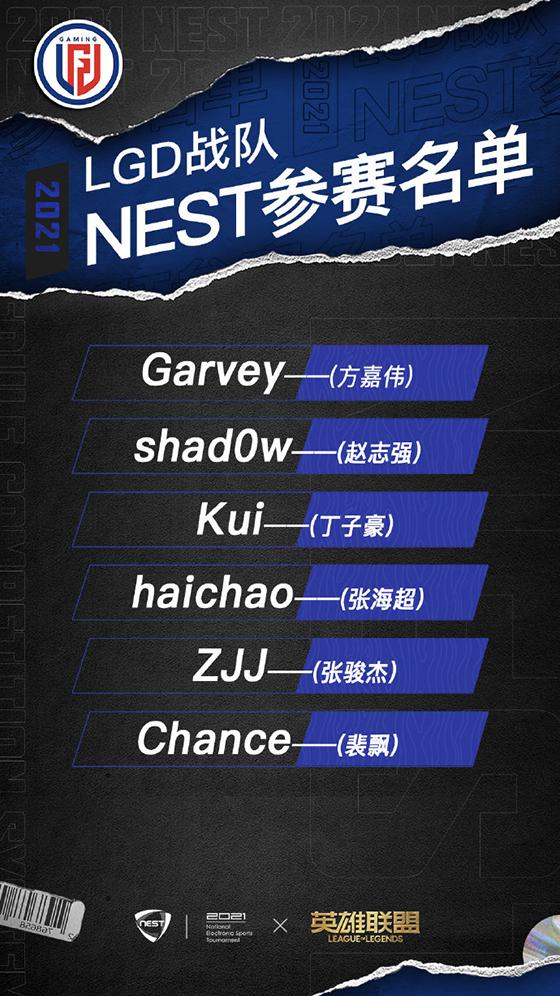 GAMING
LGD战队
2021
NEST参赛名单
Garvey——(方嘉伟)
shad0w——(赵志强)
Kui——(丁子豪)
haichao——(张海超)
ZJJ——(张骏杰)
Chance——(裴飘)
NEST
2021
National
Electronic Sports
Tournament
×
英雄联盟
LEAGUE OF LEGENDS